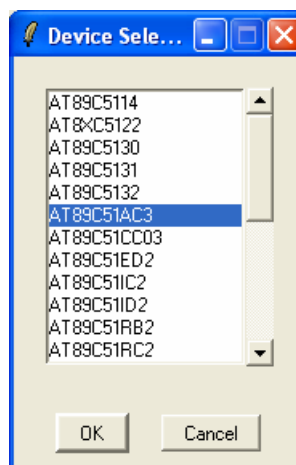 Device Sele...
AT89C5114
AT8XC5122
AT89C5130
AT89C5131
AT89C5132
AT89C51AC3
AT89C51CC03
AT89C51ED2
AT89C51IC2
AT89C51ID2
AT89C51RB2
AT89C51RC2
OK Cancel